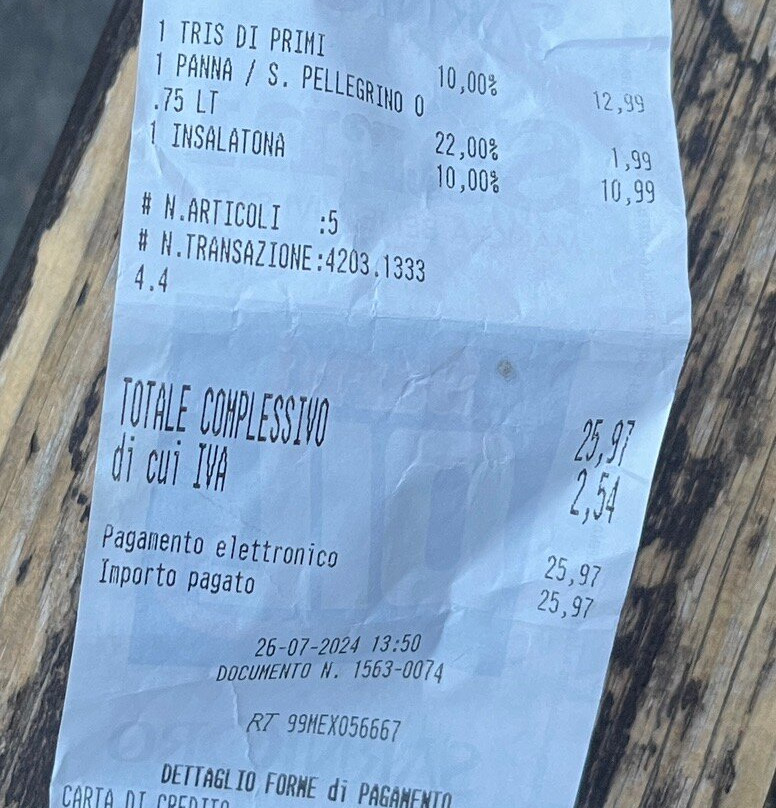 1 TRIS DI PRIMI 10,00% 12,99
1 PANNA / S. PELLEGRINO 0
.75 LT 22,00% 1,99
1 INSALATONA 10,00% 10,99
# N.ARTICOLI :5
# N.TRANSAZIONE:4203.1333
4.4
TOTALE COMPLESSIVO 25,97
di cui IVA 2,54
Pagamento elettronico 25,97
Importo pagato 25,97
26-07-2024 13:50
DOCUMENTO N. 1563-0074
RT 99MEX056667
DETTAGLIO FORME di PAGAMENTO
CARTA DI CREDITO